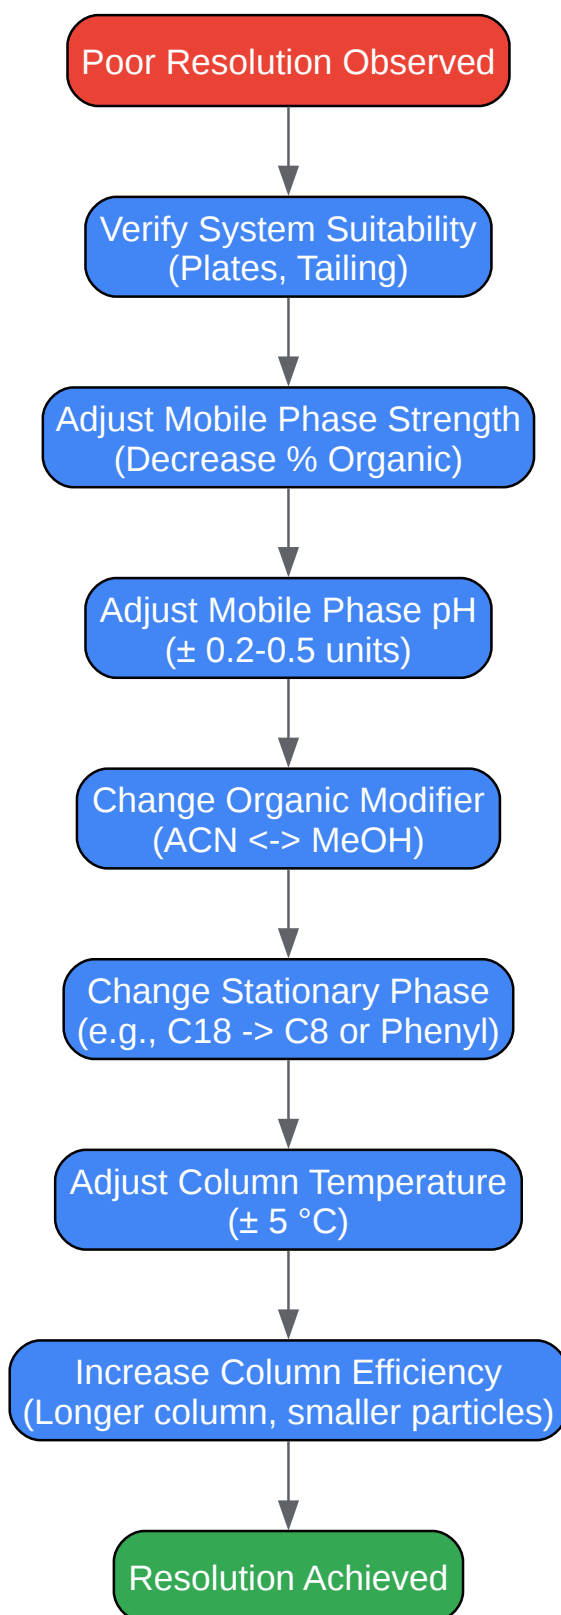 Poor Resolution Observed
Verify System Suitability
(Plates, Tailing)
Adjust Mobile Phase Strength
(Decrease % Organic)
Adjust Mobile Phase pH
(± 0.2-0.5 units)
Change Organic Modifier
(ACN <-> MeOH)
Change Stationary Phase
(e.g., C18 -> C8 or Phenyl)
Adjust Column Temperature
(± 5 °C)
Increase Column Efficiency
(Longer column, smaller particles)
Resolution Achieved